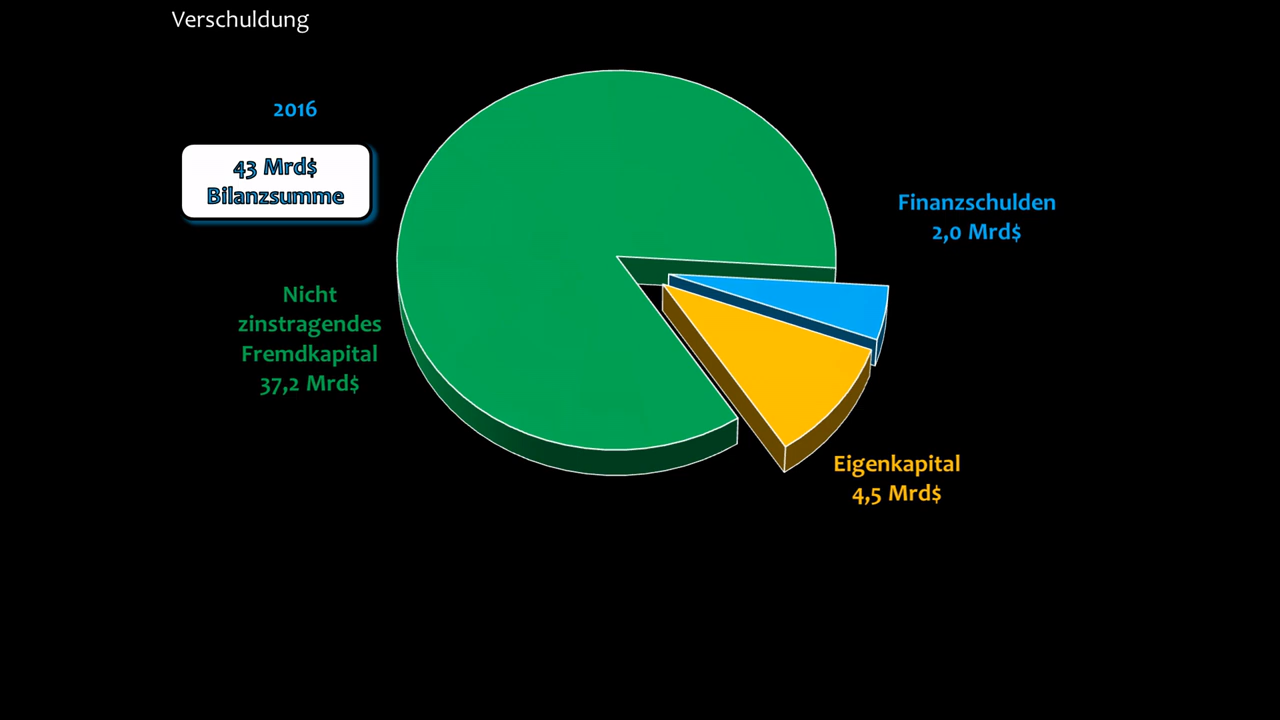 Verschuldung
2016
43 Mrd$
Bilanzsumme
Finanzschulden
2,0 Mrd$
Nicht
zinstragendes
Fremdkapital
37,2 Mrd$
Eigenkapital
4,5 Mrd$